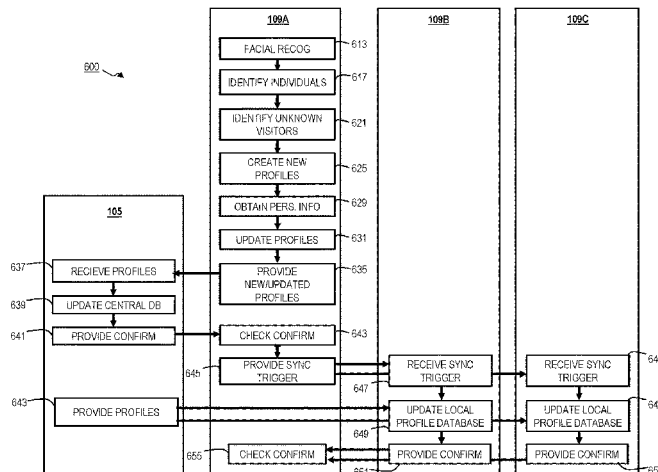 109A
109B
109C
600
FACIAL RECOG
613
IDENTIFY INDIVIDUALS
617
IDENTIFY UNKNOWN
VISITORS
621
CREATE NEW
PROFILES
625
OBTAIN PERS. INFO
629
105
UPDATE PROFILES
631
637
RECIEVE PROFILES
PROVIDE
NEW/UPDATED
PROFILES
635
639
UPDATE CENTRAL DB
641
PROVIDE CONFIRM
CHECK CONFIRM
643
645
PROVIDE SYNC
TRIGGER
RECEIVE SYNC
TRIGGER
647
RECEIVE SYNC
TRIGGER
643
PROVIDE PROFILES
UPDATE LOCAL
PROFILE DATABASE
649
UPDATE LOCAL
PROFILE DATABASE
655
CHECK CONFIRM
PROVIDE CONFIRM
PROVIDE CONFIRM